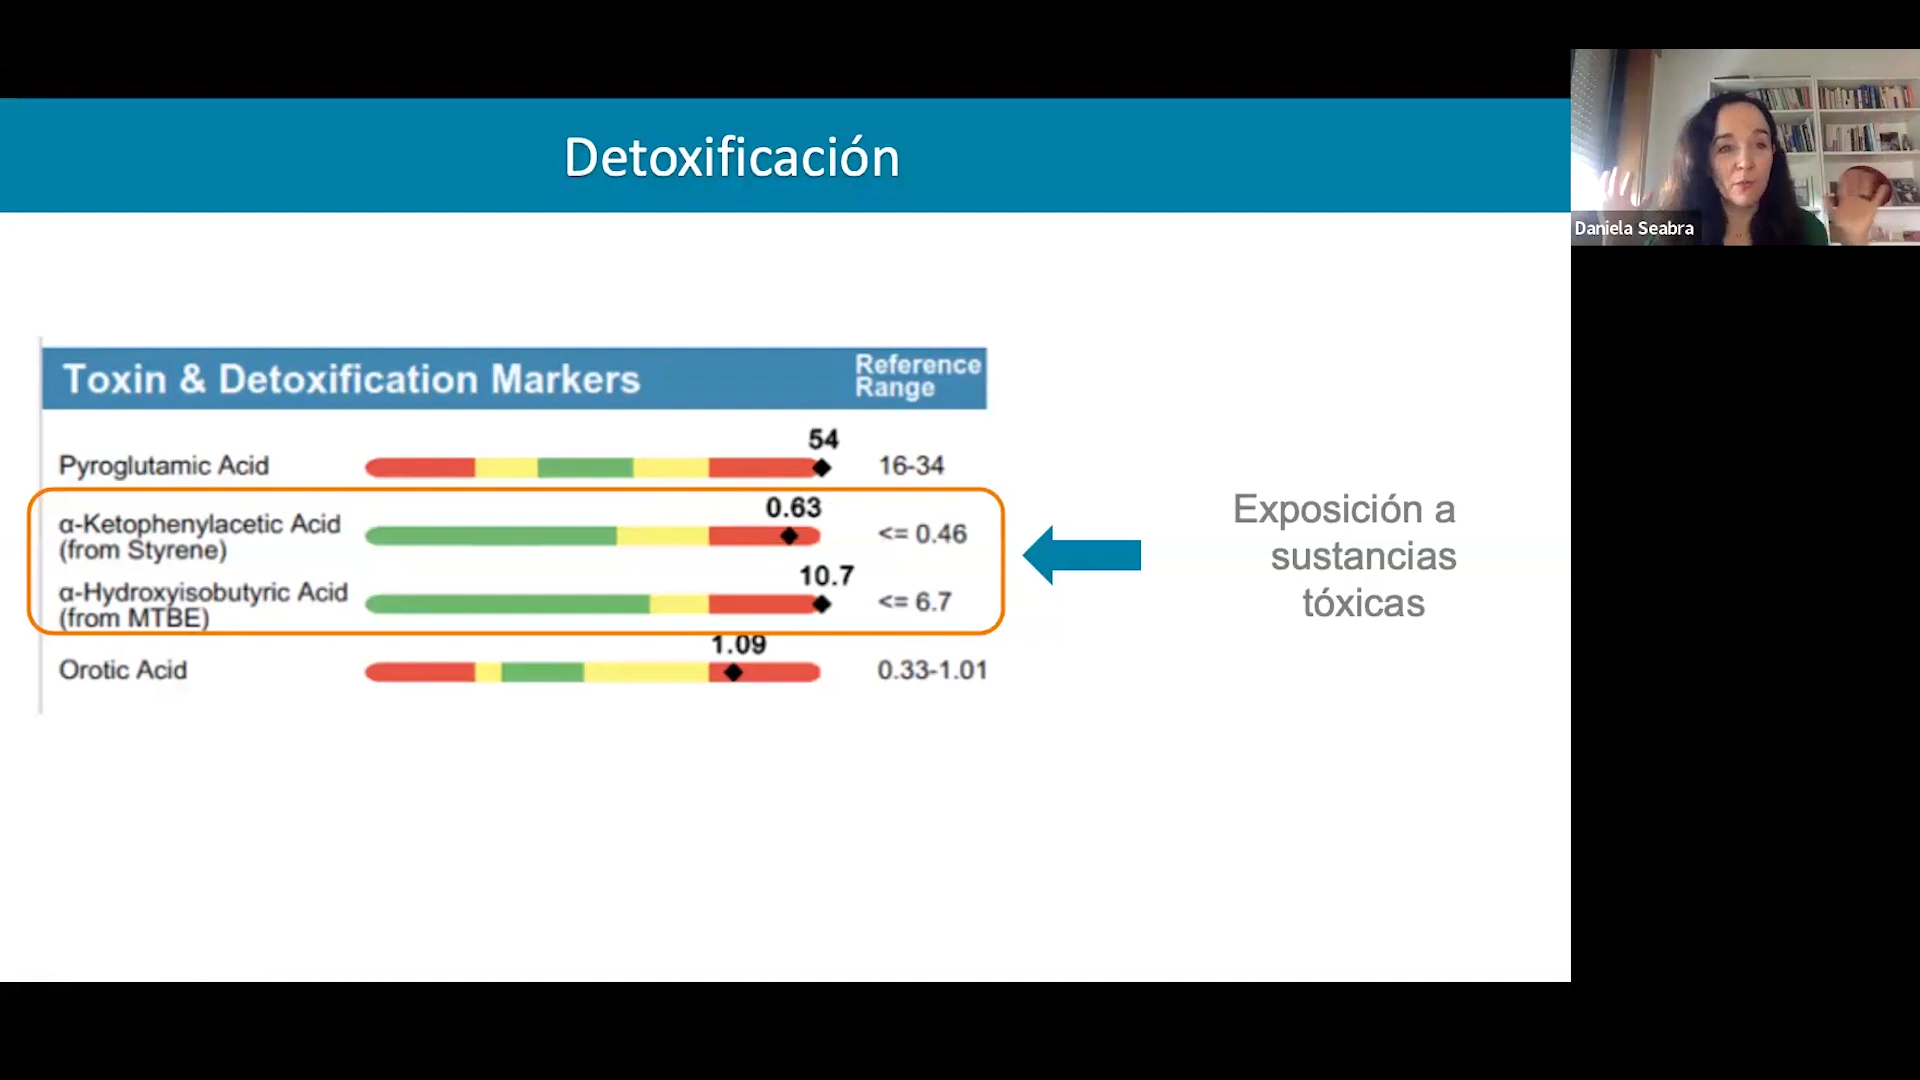 Detoxificación
Daniela Seabra
Toxin & Detoxification Markers
Reference
Range
54
Pyroglutamic Acid
16-34
0.63
α-Ketophenylacetic Acid
(from Styrene)
<= 0.46
10.7
α-Hydroxyisobutyric Acid
(from MTBE)
<= 6.7
1.09
Orotic Acid
0.33-1.01
Exposición a
sustancias
tóxicas